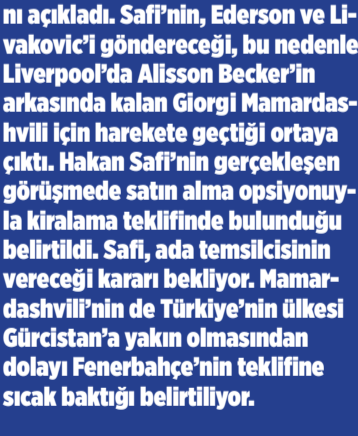 nı açıkladı. Safi’nin, Ederson ve Li-
vakovic’i göndereceği, bu nedenle
Liverpool’da Alisson Becker’in
arkasında kalan Giorgi Mamardas-
hvili için harekete geçtiği ortaya
çıktı. Hakan Safi’nin gerçekleşen
görüşmede satın alma opsiyonuy-
la kiralama teklifinde bulunduğu
belirtildi. Safi, ada temsilcisinin
vereceği kararı bekliyor. Mamar-
dashvili’nin de Türkiye’nin ülkesi
Gürcistan’a yakın olmasından
dolayı Fenerbahçe’nin teklifine
sıcak baktığı belirtiliyor.